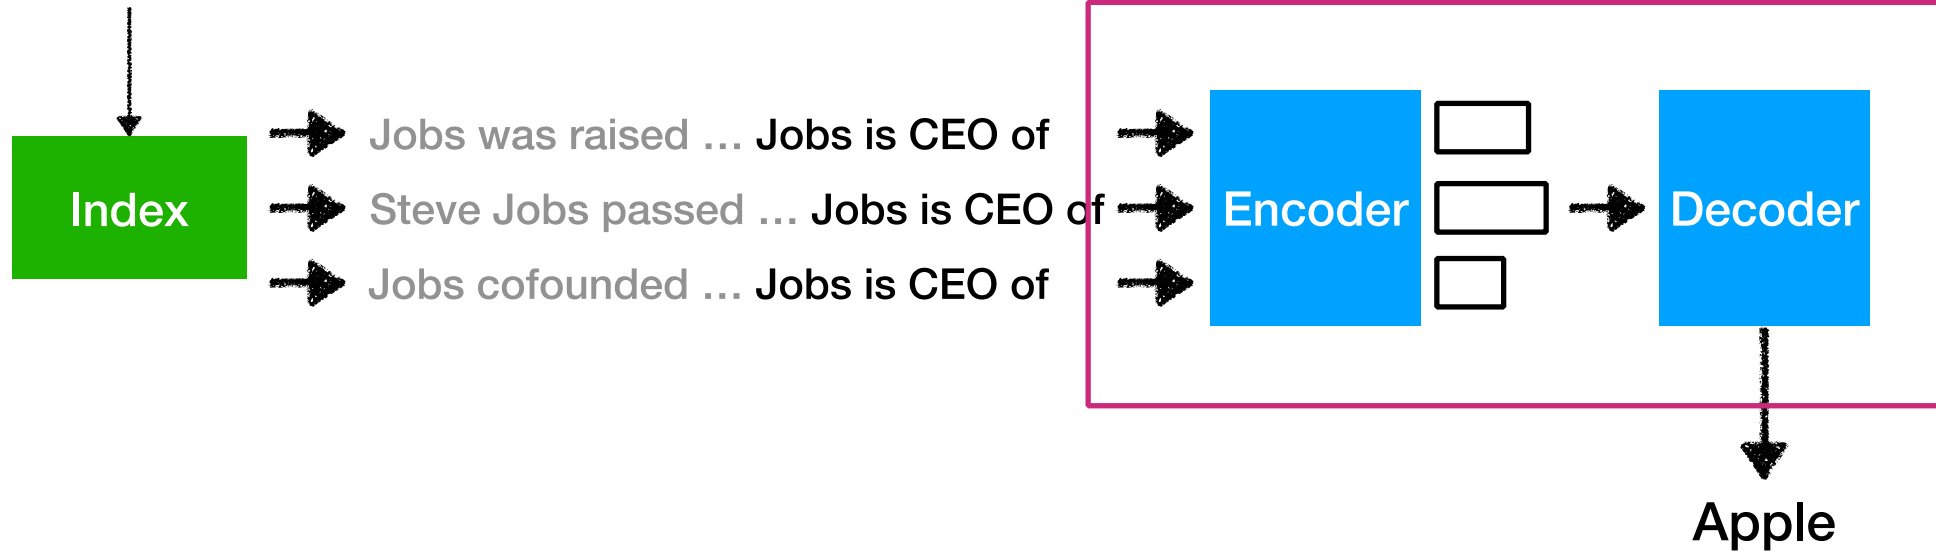 Index
Jobs was raised ... Jobs is CEO of
Steve Jobs passed ... Jobs is CEO of
Jobs cofounded ... Jobs is CEO of
Encoder
Decoder
Apple